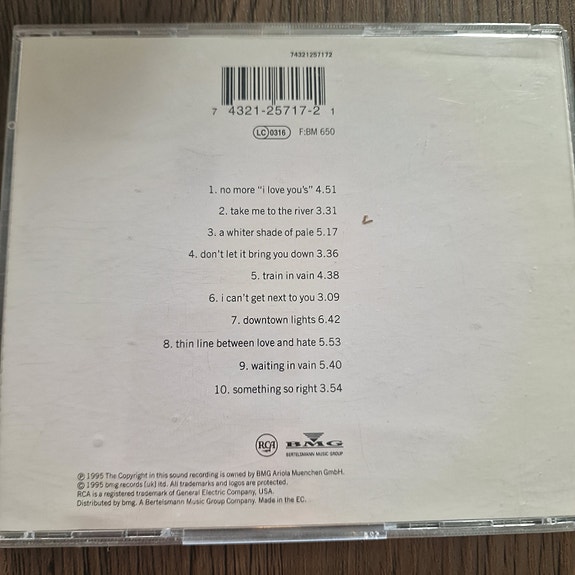 74321257172
7 4321-25717-2 1
LC 0316 F:BM 650
1. no more "i love you's" 4.51
2. take me to the river 3.31
3. a whiter shade of pale 5.17
4. don't let it bring you down 3.36
5. train in vain 4.38
6. i can't get next to you 3.09
7. downtown lights 6.42
8. thin line between love and hate 5.53
9. waiting in vain 5.40
10. something so right 3.54
RCA BMG
BERTELSMANN MUSIC GROUP
℗ 1995 The Copyright in this sound recording is owned by BMG Ariola Muenchen GmbH.
© 1995 bmg records (uk) ltd. All trademarks and logos are protected.
RCA is a registered trademark of General Electric Company, USA.
Distributed by bmg. A Bertelsmann Music Group Company. Made in the EC.